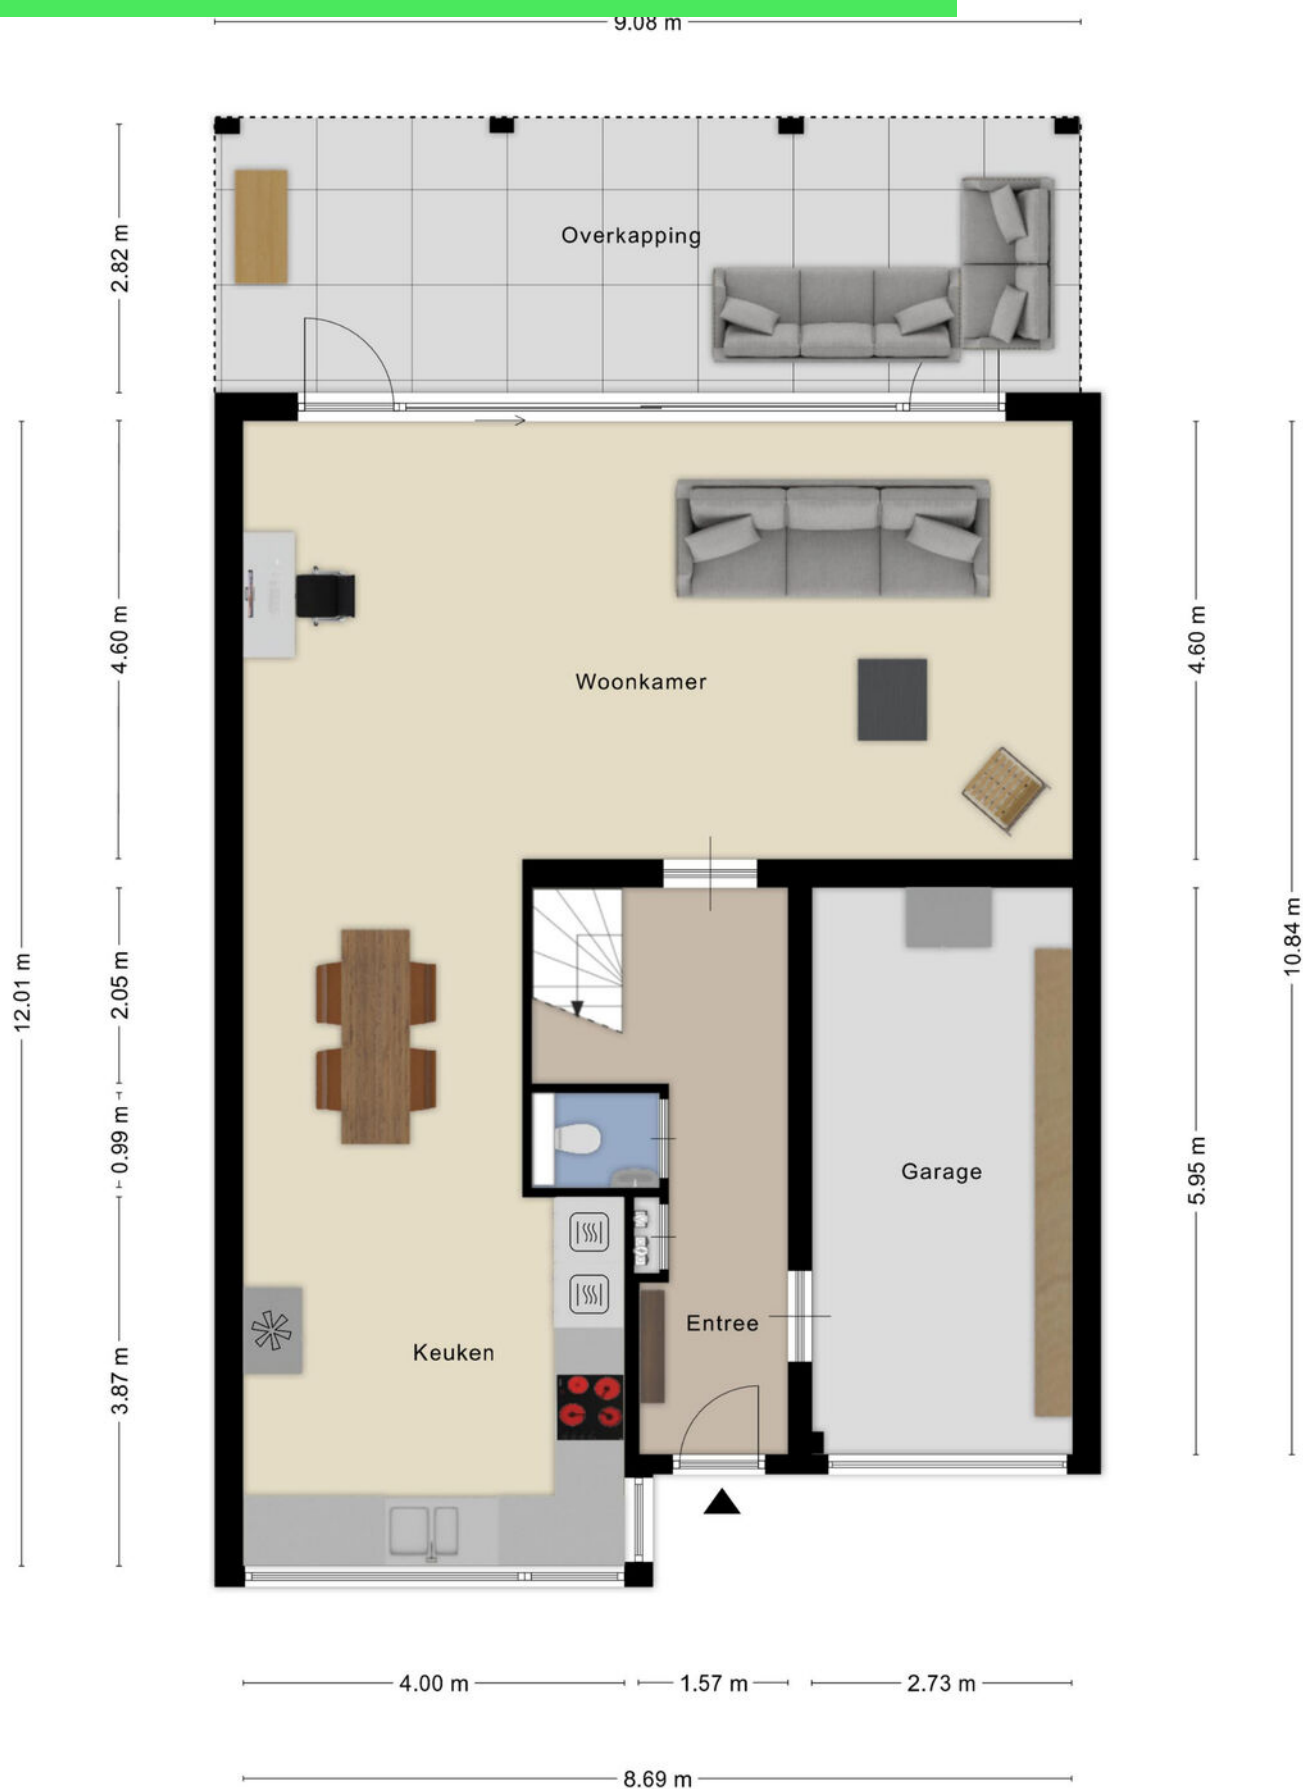 9.08 m
2.82 m
Overkapping
4.60 m
4.60 m
Woonkamer
12.01 m
10.84 m
2.05 m
0.99 m
5.95 m
Garage
3.87 m
Keuken
Entree
4.00 m
1.57 m
2.73 m
8.69 m